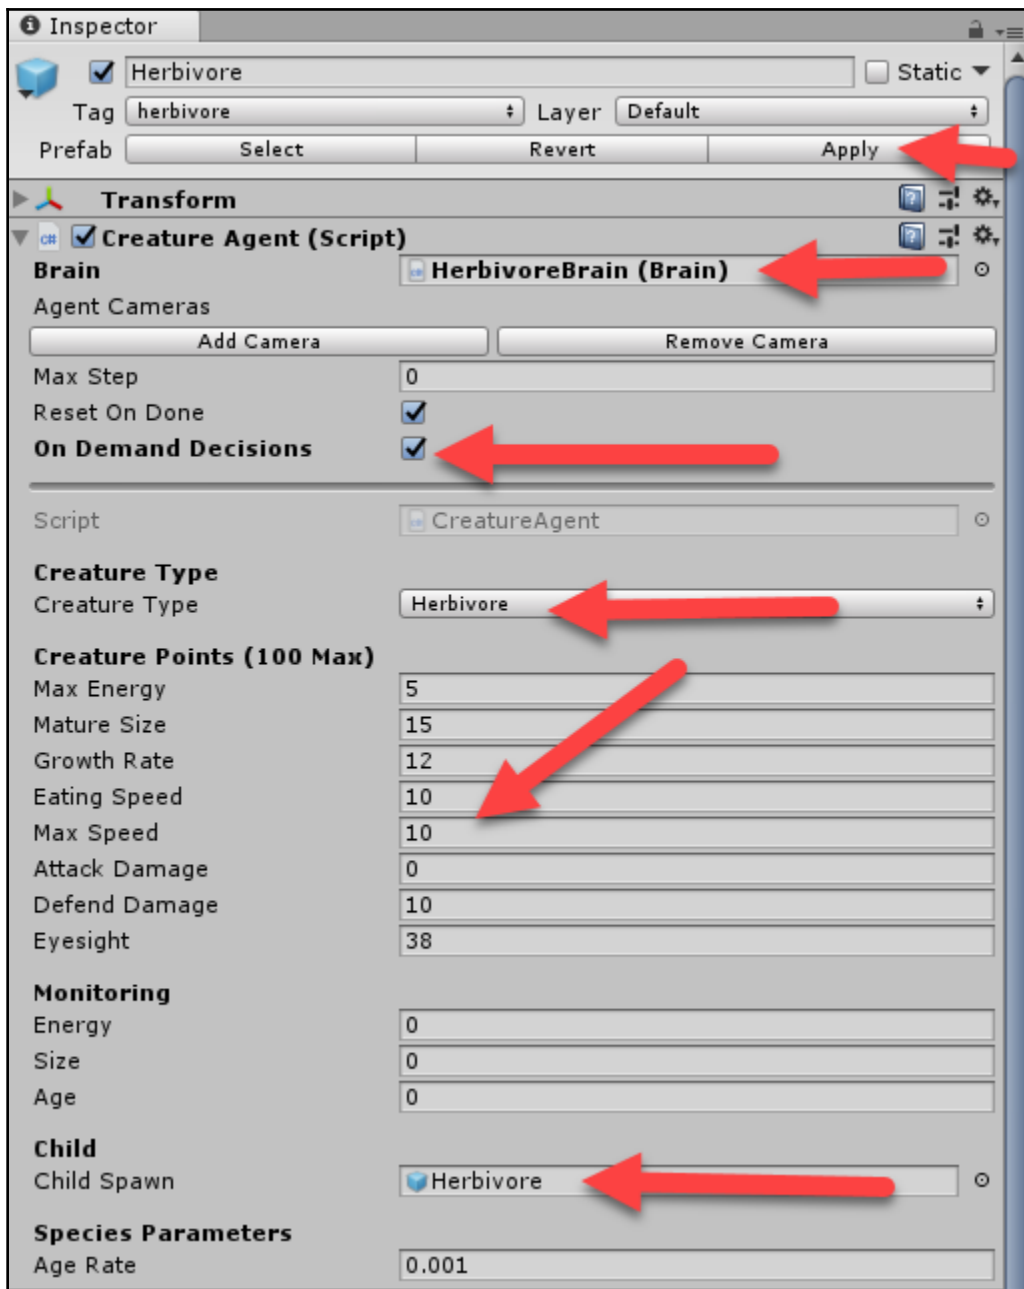 Inspector
Herbivore Static
Tag herbivore Layer Default
Prefab Select Revert Apply
Transform
C# Creature Agent (Script)
Brain HerbivoreBrain (Brain)
Agent Cameras
Add Camera Remove Camera
Max Step 0
Reset On Done
On Demand Decisions
Script CreatureAgent
Creature Type
Creature Type Herbivore
Creature Points (100 Max)
Max Energy 5
Mature Size 15
Growth Rate 12
Eating Speed 10
Max Speed 10
Attack Damage 0
Defend Damage 10
Eyesight 38
Monitoring
Energy 0
Size 0
Age 0
Child
Child Spawn Herbivore
Species Parameters
Age Rate 0.001